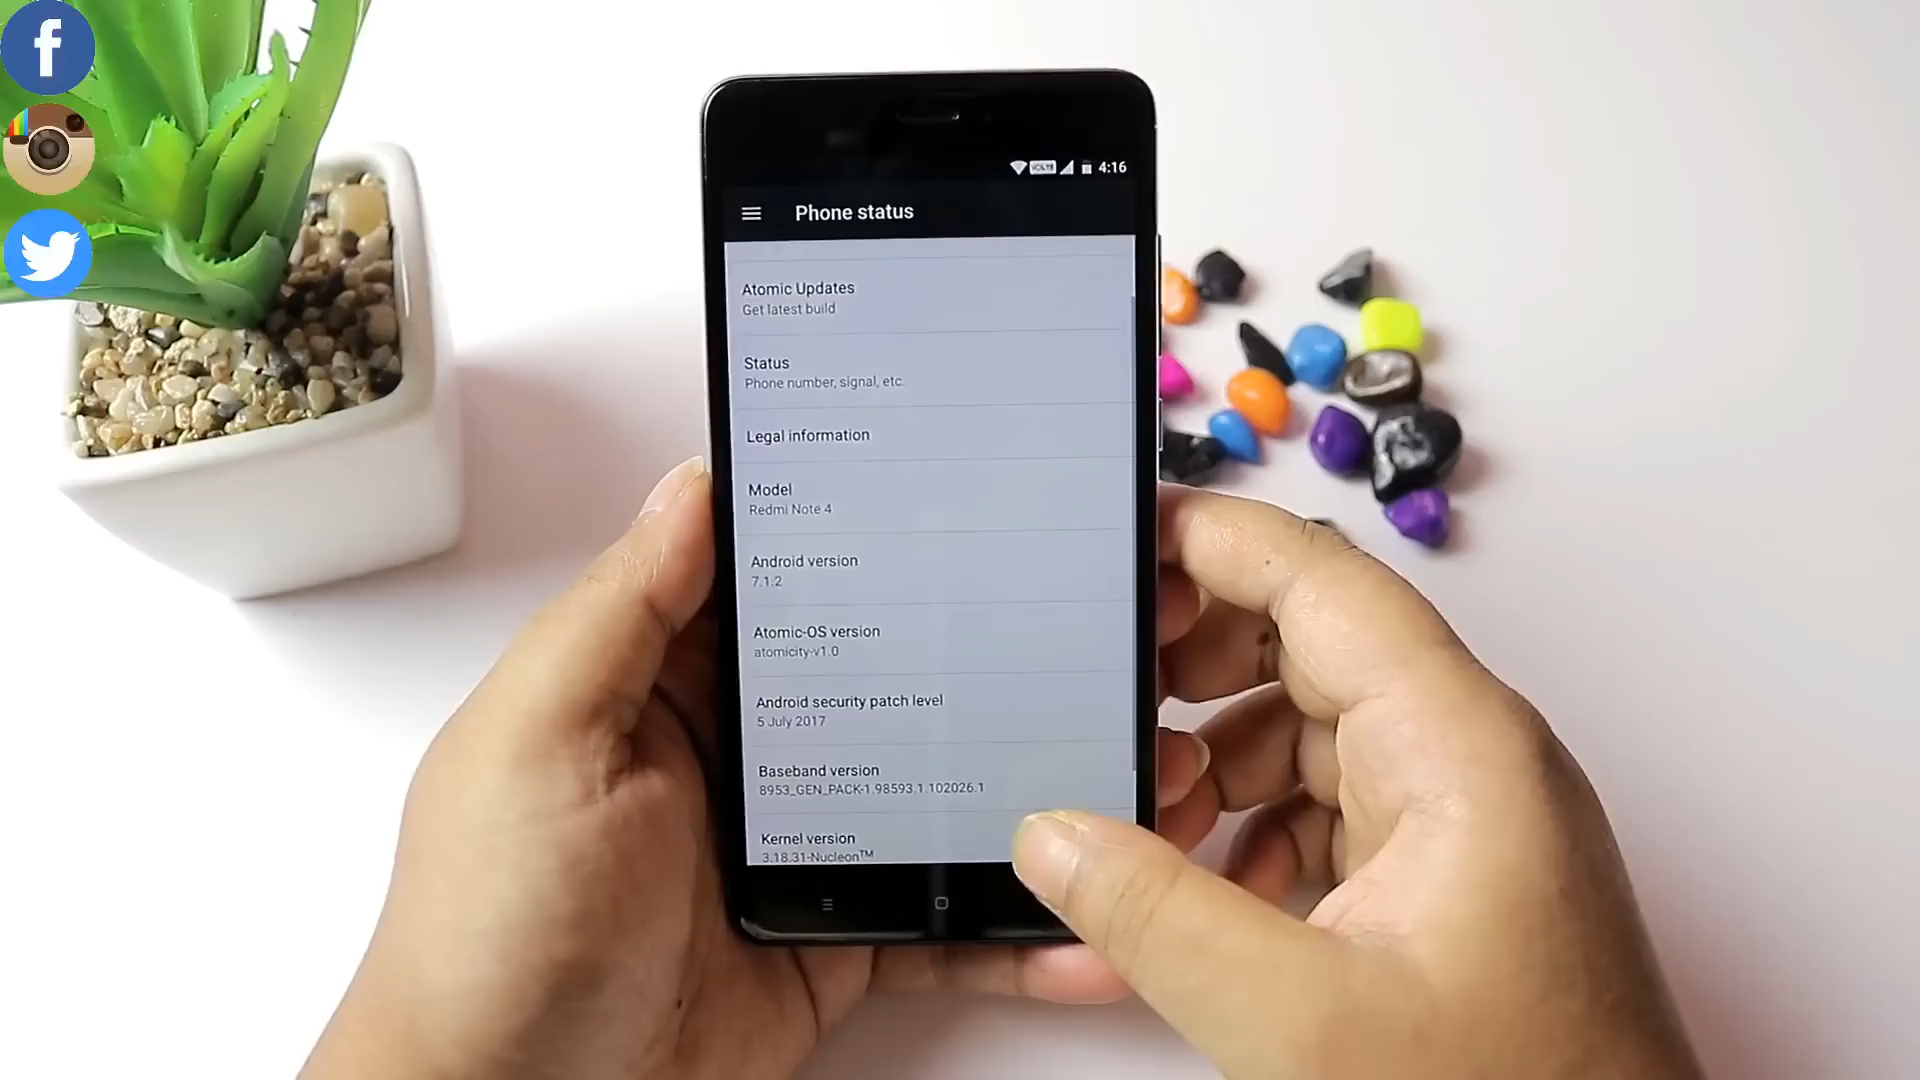 VOLTE 4:16
Phone status
Atomic Updates
Get latest build
Status
Phone number, signal, etc.
Legal information
Model
Redmi Note 4
Android version
7.1.2
Atomic-OS version
atomicity-v1.0
Android security patch level
5 July 2017
Baseband version
8953_GEN_PACK-1.98593.1.102026.1
Kernel version
3.18.31-Nucleon™